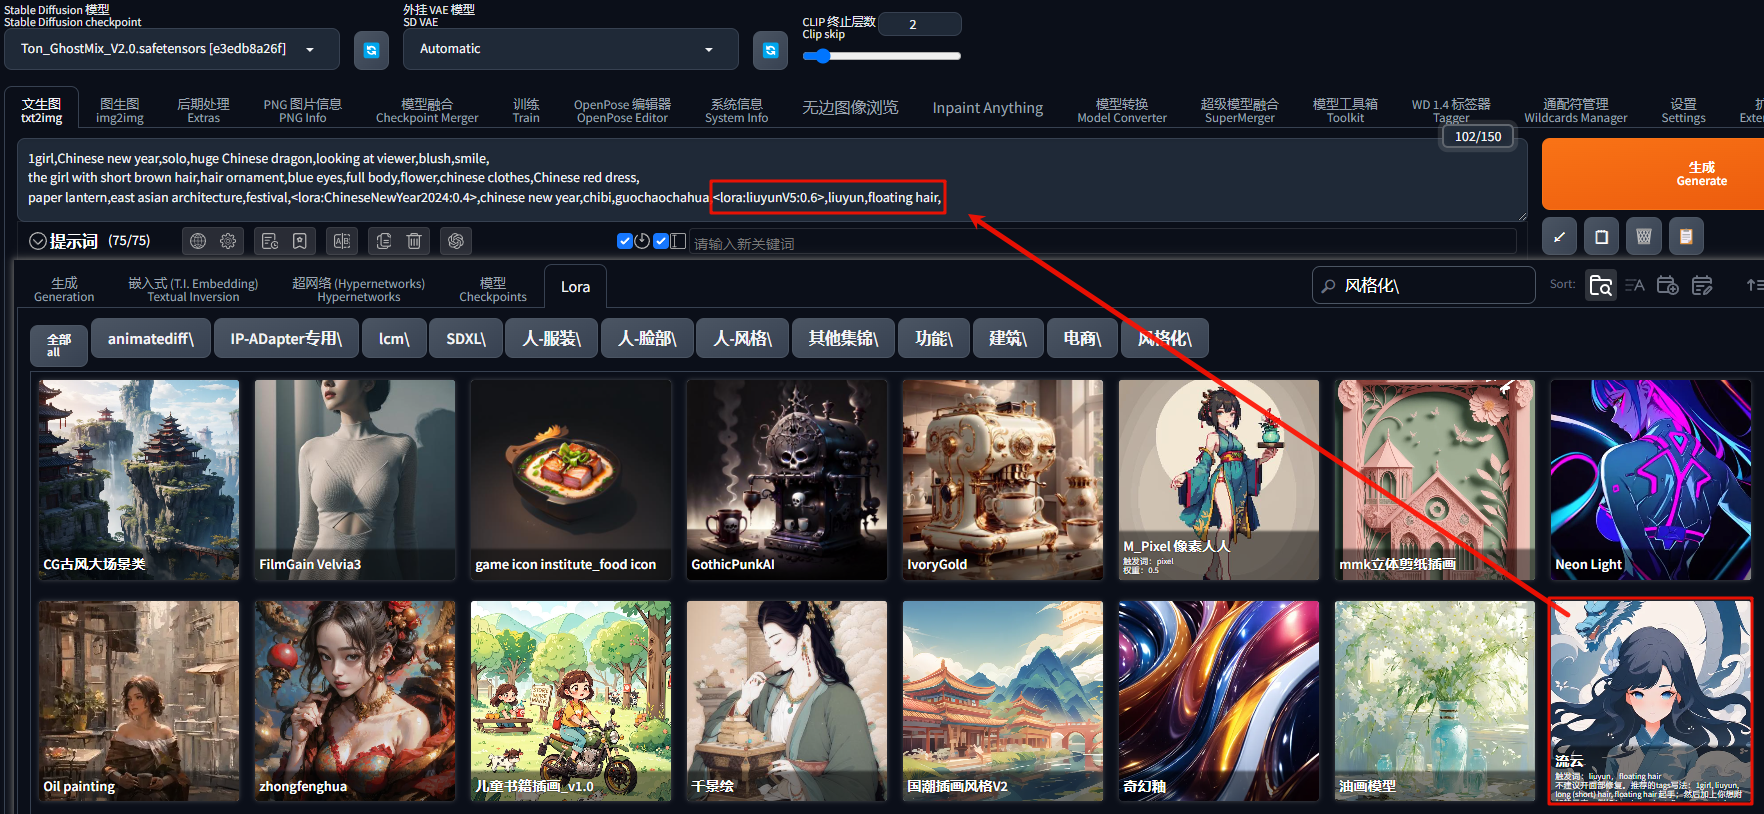 Stable Diffusion 模型
Stable Diffusion checkpoint
Ton_GhostMix_V2.0.safetensors [e3edb8a26f]
外挂 VAE 模型
SD VAE
Automatic
CLIP 终止层数
Clip skip
2
文生图
txt2img
图生图
img2img
后期处理
Extras
PNG 图片信息
PNG Info
模型融合
Checkpoint Merger
训练
Train
OpenPose 编辑器
OpenPose Editor
系统信息
System Info
无边图像浏览
Inpaint Anything
模型转换
Model Converter
超级模型融合
SuperMerger
模型工具箱
Toolkit
WD 1.4 标签器
Tagger
通配符管理
Wildcards Manager
设置
Settings
扩
Exte
102/150
1girl,Chinese new year,solo,huge Chinese dragon,looking at viewer,blush,smile,
the girl with short brown hair,hair ornament,blue eyes,full body,flower,chinese clothes,Chinese red dress,
paper lantern,east asian architecture,festival,<lora:ChineseNewYear2024:0.4>,chinese new year,chibi,guochaochahua,<lora:liuyunV5:0.6>,liuyun,floating hair,
生成
Generate
提示词 (75/75)
请输入新关键词
生成
Generation
嵌入式 (T.I. Embedding)
Textual Inversion
超网络 (Hypernetworks)
Hypernetworks
模型
Checkpoints
Lora
风格化\
Sort:
全部
all
animatediff\
IP-ADapter专用\
lcm\
SDXL\
人-服装\
人-脸部\
人-风格\
其他集锦\
功能\
建筑\
电商\
风格化\
CG古风大场景类
FilmGain Velvia3
game icon institute_food icon
GothicPunkAI
IvoryGold
M_Pixel 像素人人
触发词：pixel
权重：0.5
mmk立体剪纸插画
Neon Light
Oil painting
zhongfenghua
儿童书籍插画_v1.0
千景绘
国潮插画风格V2
奇幻釉
油画模型
流云
触发词：liuyun，floating hair
不建议开面部修复。推荐的tags写法：1girl, liuyun,
long (short) hair, floating hair 起手；然后加上你想附